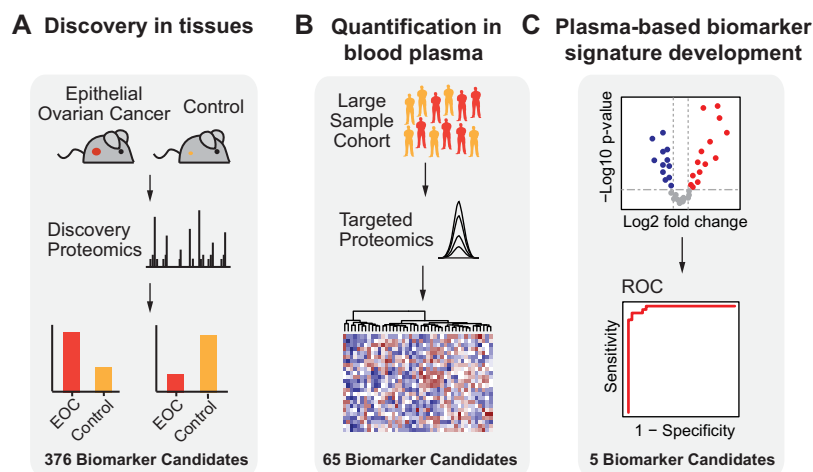 A Discovery in tissues
Epithelial
Ovarian Cancer
Control
Discovery
Proteomics
EOC
Control
EOC
Control
376 Biomarker Candidates
B Quantification in
blood plasma
Large
Sample
Cohort
Targeted
Proteomics
65 Biomarker Candidates
C Plasma-based biomarker
signature development
−Log10 p-value
Log2 fold change
ROC
Sensitivity
1 − Specificity
5 Biomarker Candidates